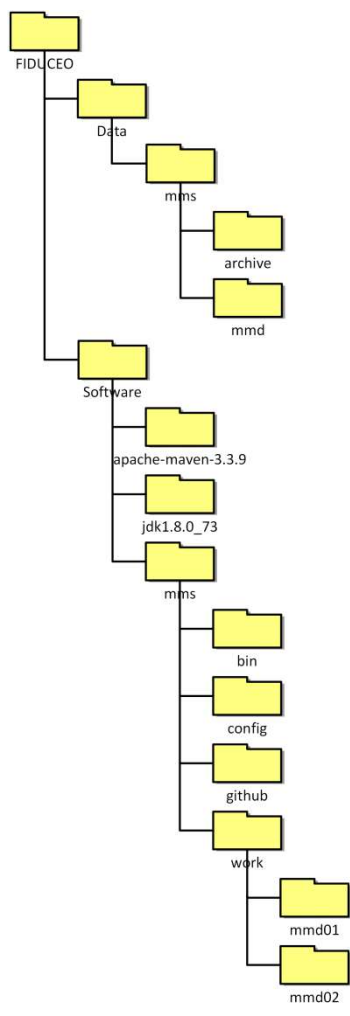 FIDUCEO
Data
mms
archive
mmd
Software
apache-maven-3.3.9
jdk1.8.0_73
mms
bin
config
github
work
mmd01
mmd02